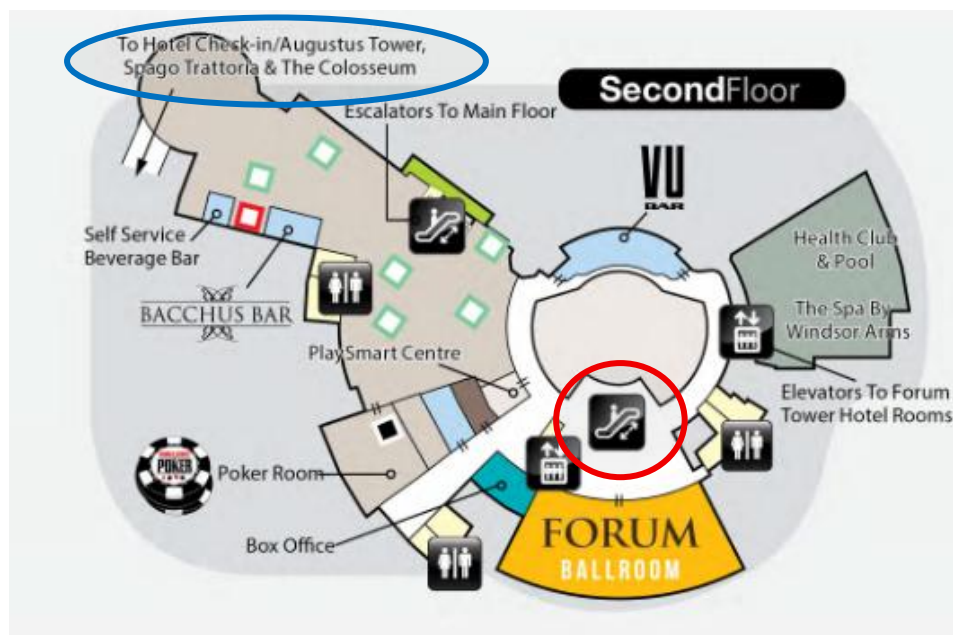 To Hotel Check-in/Augustus Tower,
Spago Trattoria & The Colosseum
SecondFloor
Escalators To Main Floor
VU
BAR
Self Service
Beverage Bar
Health Club
& Pool
BACCHUS BAR
The Spa By
Windsor Arms
PlaySmart Centre
Elevators To Forum
Tower Hotel Rooms
POKER
Poker Room
FORUM
BALLROOM
Box Office